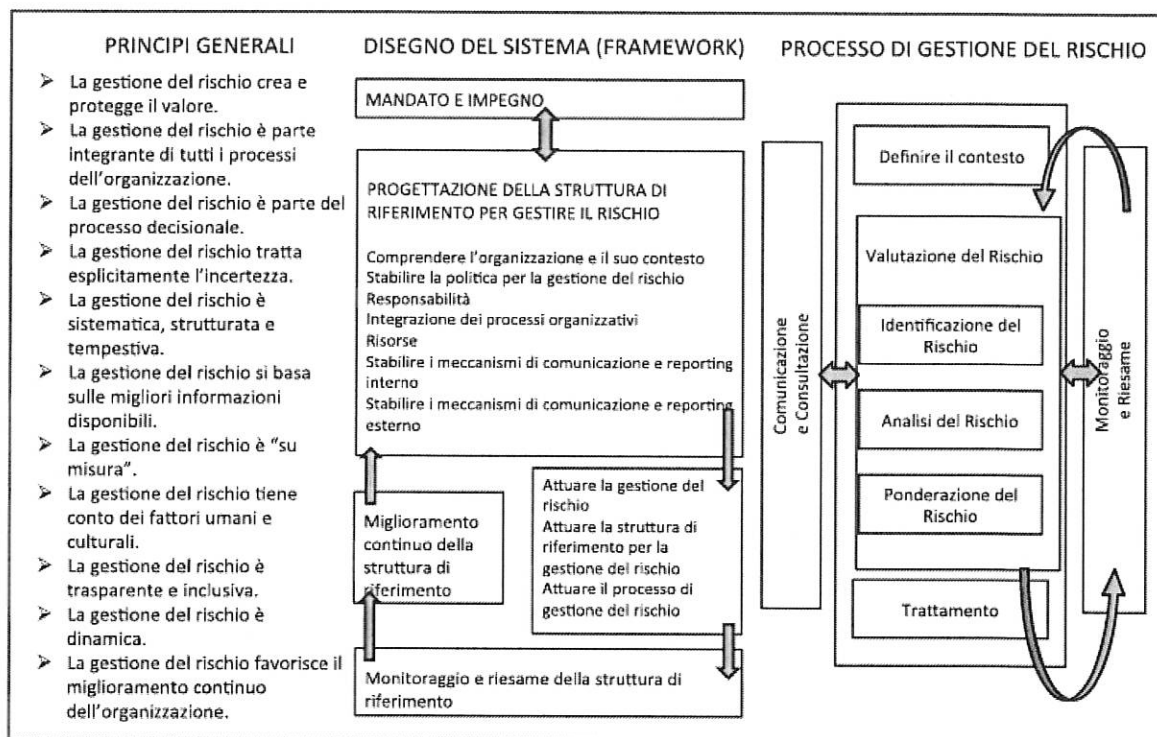 PRINCIPI GENERALI
➤ La gestione del rischio crea e
protegge il valore.
➤ La gestione del rischio è parte
integrante di tutti i processi
dell'organizzazione.
➤ La gestione del rischio è parte del
processo decisionale.
➤ La gestione del rischio tratta
esplicitamente l'incertezza.
➤ La gestione del rischio è
sistematica, strutturata e
tempestiva.
➤ La gestione del rischio si basa
sulle migliori informazioni
disponibili.
➤ La gestione del rischio è "su
misura".
➤ La gestione del rischio tiene
conto dei fattori umani e
culturali.
➤ La gestione del rischio è
trasparente e inclusiva.
➤ La gestione del rischio è
dinamica.
➤ La gestione del rischio favorisce il
miglioramento continuo
dell'organizzazione.
DISEGNO DEL SISTEMA (FRAMEWORK)
MANDATO E IMPEGNO
PROGETTAZIONE DELLA STRUTTURA DI
RIFERIMENTO PER GESTIRE IL RISCHIO
Comprendere l'organizzazione e il suo contesto
Stabilire la politica per la gestione del rischio
Responsabilità
Integrazione dei processi organizzativi
Risorse
Stabilire i meccanismi di comunicazione e reporting
interno
Stabilire i meccanismi di comunicazione e reporting
esterno
Miglioramento
continuo della
struttura di
riferimento
Attuare la gestione del
rischio
Attuare la struttura di
riferimento per la
gestione del rischio
Attuare il processo di
gestione del rischio
Monitoraggio e riesame della struttura di
riferimento
PROCESSO DI GESTIONE DEL RISCHIO
Comunicazione
e Consultazione
Definire il contesto
Valutazione del Rischio
Identificazione del
Rischio
Analisi del Rischio
Ponderazione del
Rischio
Trattamento
Monitoraggio
e Riesame